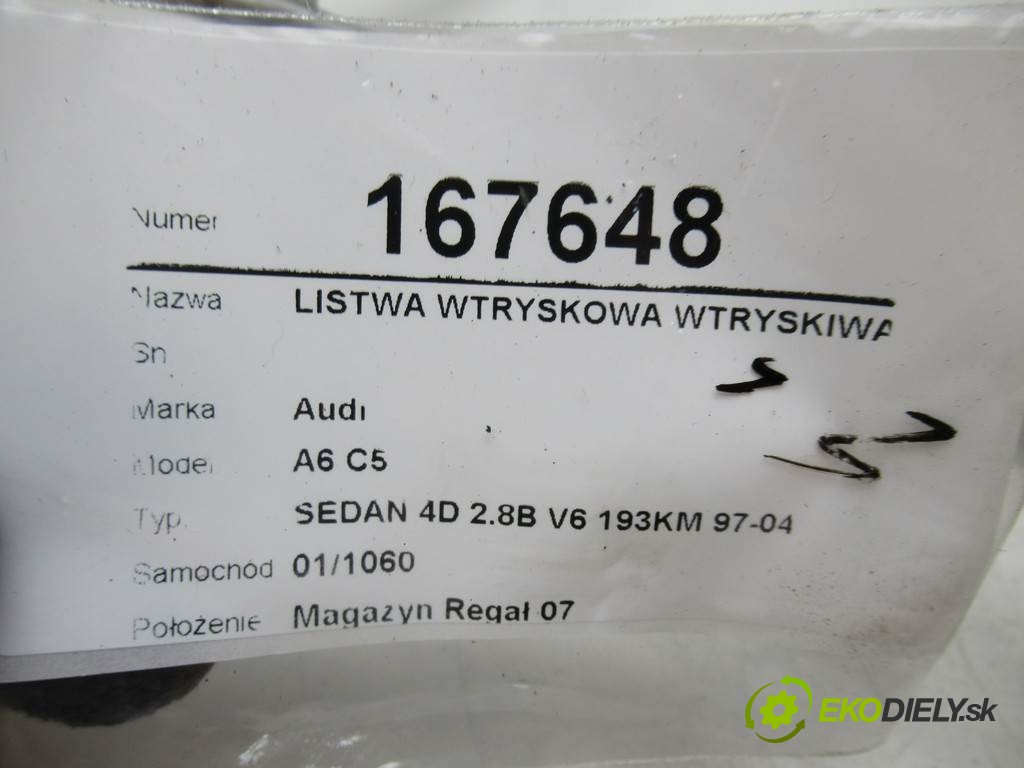 Numer 167648
Nazwa LISTWA WTRYSKOWA WTRYSKIWA
Sn
Marka Audi
Model A6 C5
Typ. SEDAN 4D 2.8B V6 193KM 97-04
Samochód 01/1060
Położenie Magazyn Regał 07
EKODIELY.sk